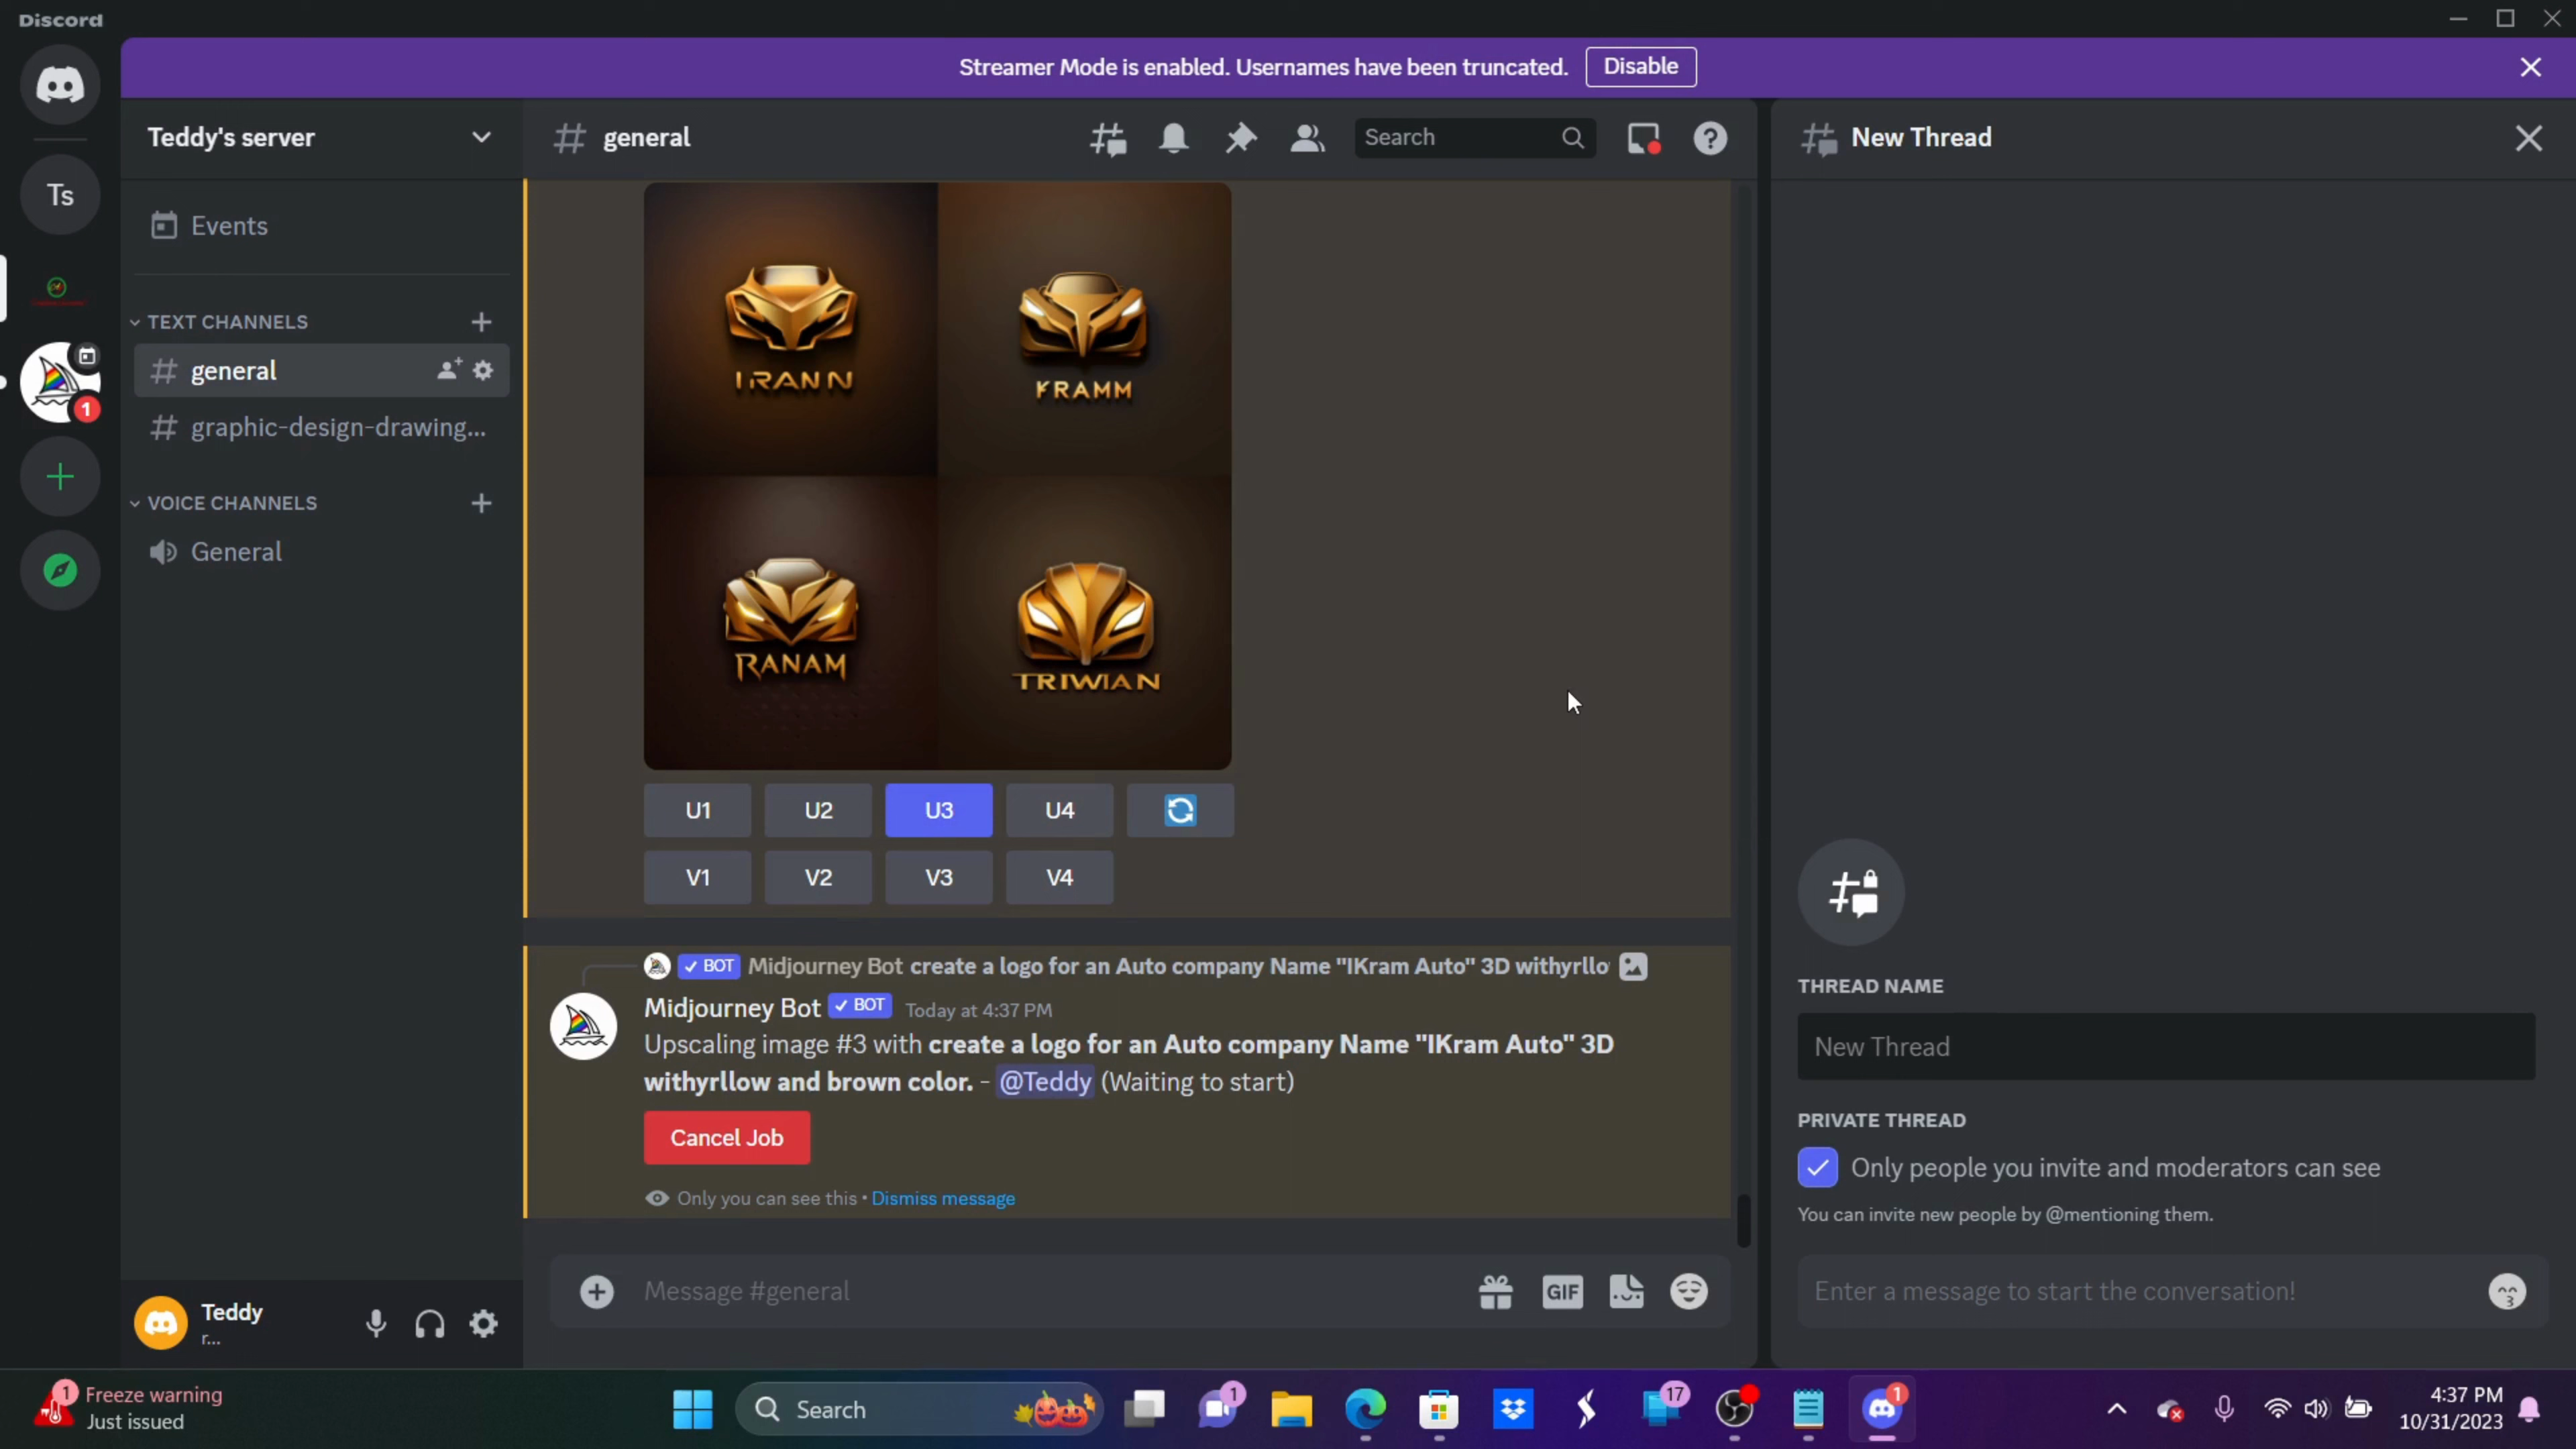 Discord
Streamer Mode is enabled. Usernames have been truncated. Disable
Teddy's server
general
Search
New Thread
Ts
Events
TEXT CHANNELS
general
graphic-design-drawing...
1
VOICE CHANNELS
General
IRANN
KRAMM
RANAM
TRIWIAN
U1 U2 U3 U4
V1 V2 V3 V4
BOT Midjourney Bot create a logo for an Auto company Name "IKram Auto" 3D withyrllo
Midjourney Bot BOT Today at 4:37 PM
Upscaling image #3 with create a logo for an Auto company Name "IKram Auto" 3D
withyrllow and brown color. - @Teddy (Waiting to start)
Cancel Job
Only you can see this • Dismiss message
Message #general
GIF
THREAD NAME
New Thread
PRIVATE THREAD
Only people you invite and moderators can see
You can invite new people by @mentioning them.
Enter a message to start the conversation!
Teddy
r...
1
Freeze warning
Just issued
Search
1
17
1
4:37 PM
10/31/2023